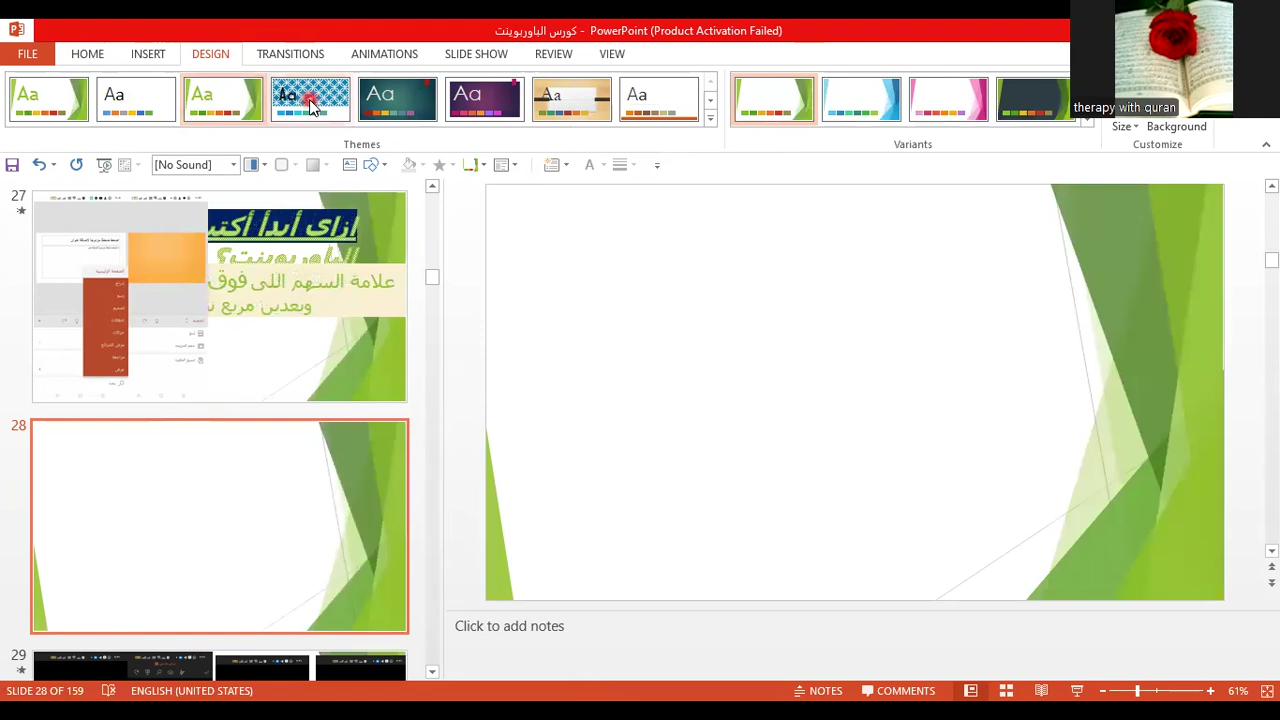 كورس الباوربوينت - PowerPoint (Product Activation Failed)
FILE HOME INSERT DESIGN TRANSITIONS ANIMATIONS SLIDE SHOW REVIEW VIEW
Aa Aa Aa Aa Aa Aa Aa Aa
therapy with quran
Size Background
Themes Variants Customize
[No Sound]
27
ازاى أبدأ أكتب
الباوربوينت؟
علامة السهم اللى فوق
وبعدين مربع
28
29
Click to add notes
SLIDE 28 OF 159 ENGLISH (UNITED STATES) NOTES COMMENTS 61%